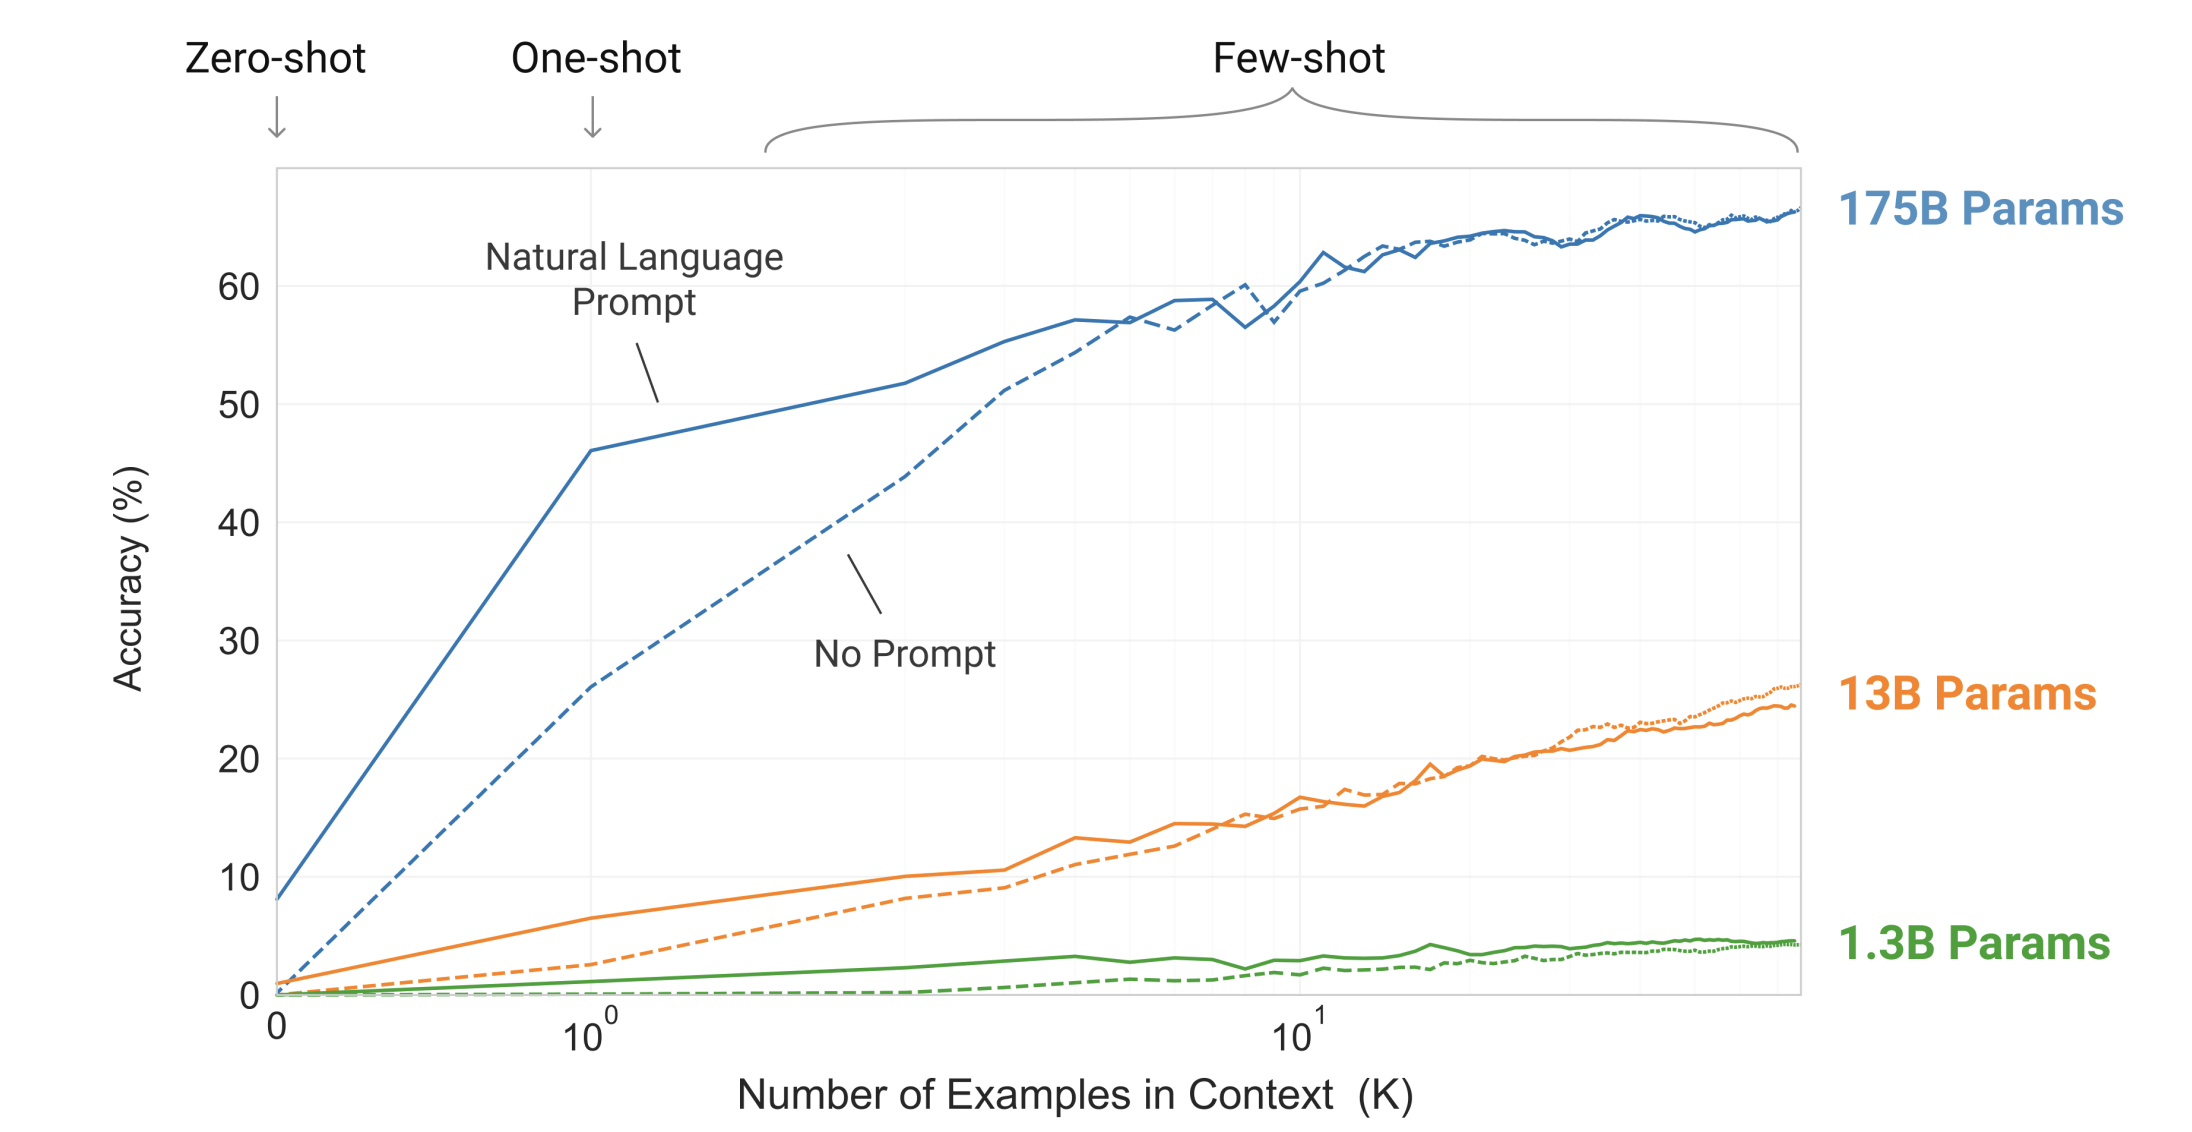 Zero-shot
One-shot
Few-shot
175B Params
Natural Language
Prompt
60
50
40
No Prompt
30
13B Params
20
10
1.3B Params
0
Accuracy (%)
0
10^0
10^1
Number of Examples in Context (K)